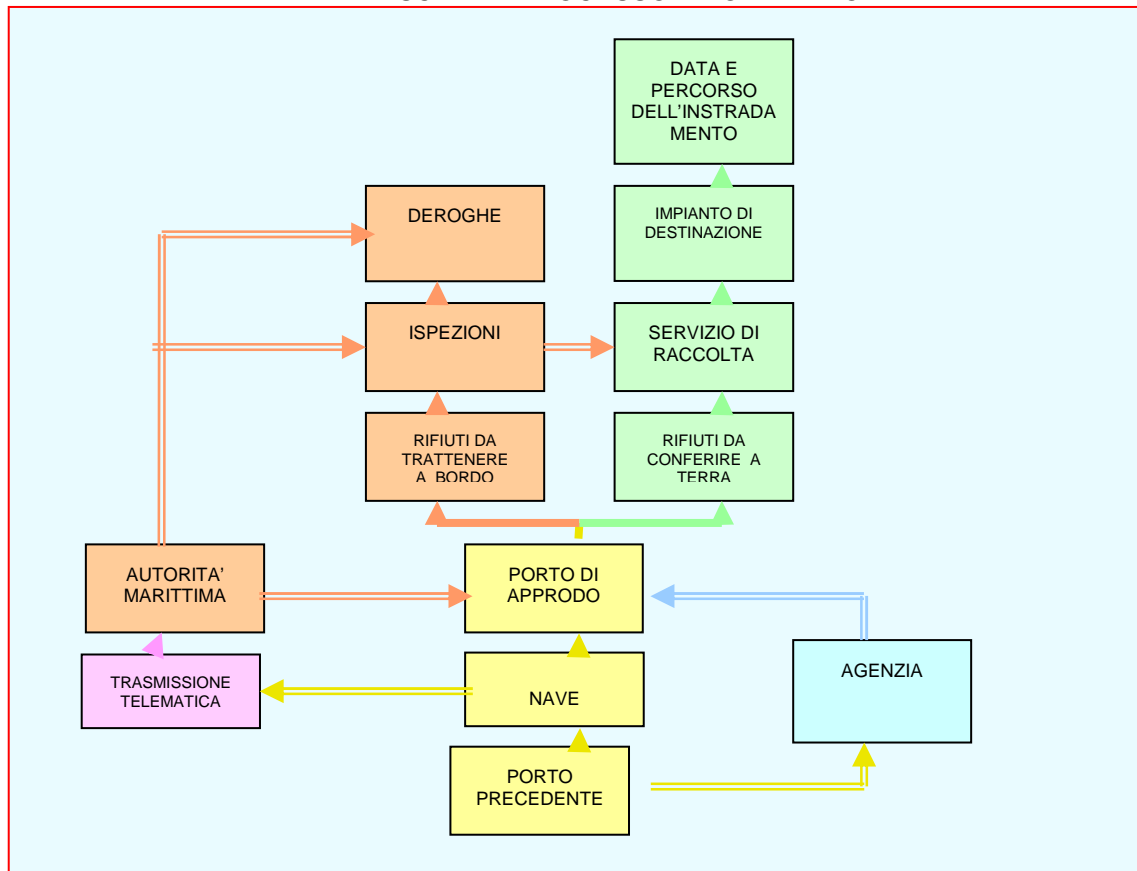 DATA E
PERCORSO
DELL'INSTRADA
MENTO
DEROGHE
IMPIANTO DI
DESTINAZIONE
ISPEZIONI
SERVIZIO DI
RACCOLTA
RIFIUTI DA
TRATTENERE
A BORDO
RIFIUTI DA
CONFERIRE A
TERRA
AUTORITA'
MARITTIMA
PORTO DI
APPRODO
TRASMISSIONE
TELEMATICA
NAVE
AGENZIA
PORTO
PRECEDENTE